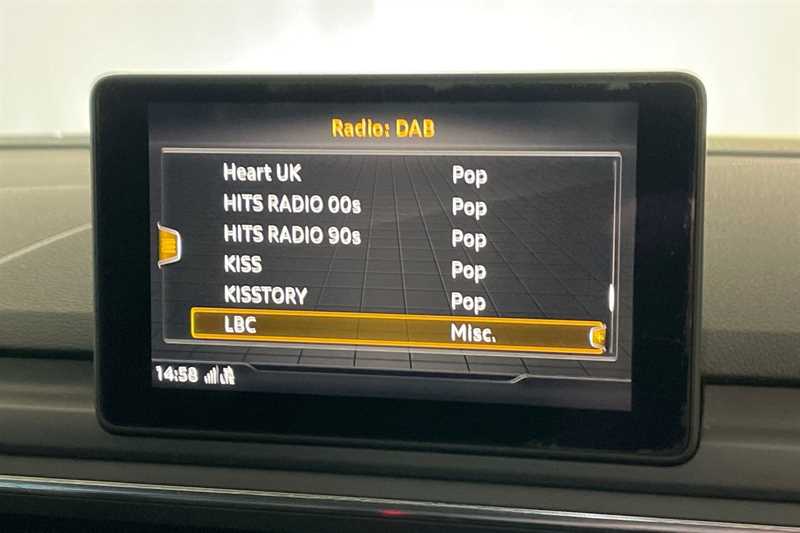 Radio: DAB
Heart UK Pop
HITS RADIO 00s Pop
HITS RADIO 90s Pop
KISS Pop
KISSTORY Pop
LBC Misc.
14:58